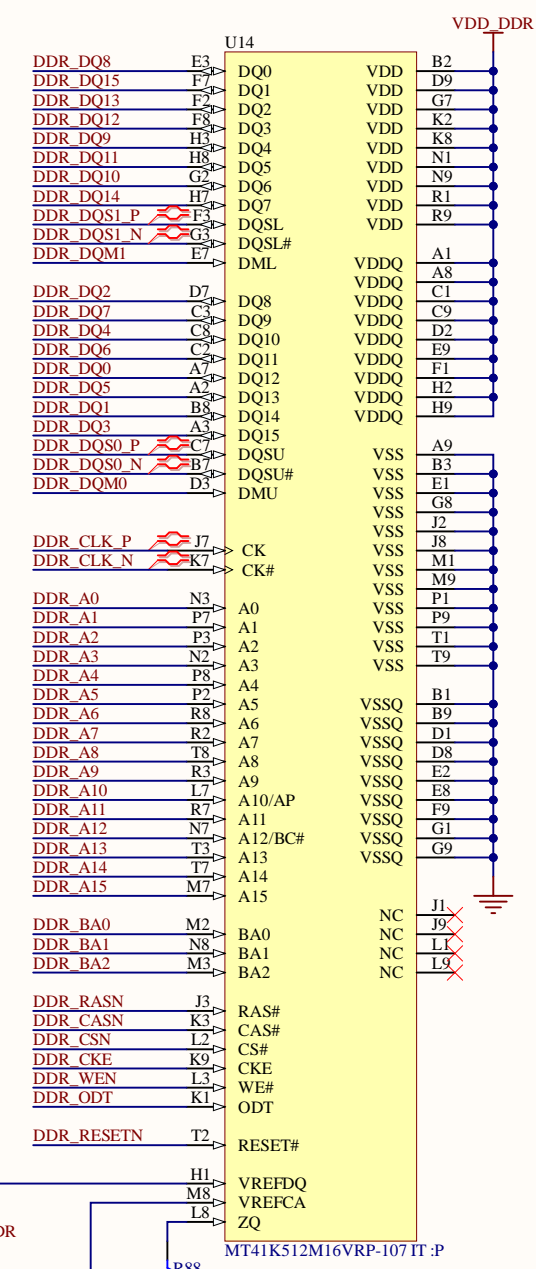 VDD_DDR
U14
DDR_DQ8 E3 DQ0 VDD B2
DDR_DQ15 F7 DQ1 VDD D9
DDR_DQ13 F2 DQ2 VDD G7
DDR_DQ12 F8 DQ3 VDD K2
DDR_DQ9 H3 DQ4 VDD K8
DDR_DQ11 H8 DQ5 VDD N1
DDR_DQ10 G2 DQ6 VDD N9
DDR_DQ14 H7 DQ7 VDD R1
DDR_DQS1_P F3 DQSL VDD R9
DDR_DQS1_N G3 DQSL#
DDR_DQM1 E7 DML VDDQ A1
VDDQ A8
DDR_DQ2 D7 DQ8 VDDQ C1
DDR_DQ7 C3 DQ9 VDDQ C9
DDR_DQ4 C8 DQ10 VDDQ D2
DDR_DQ6 C2 DQ11 VDDQ E9
DDR_DQ0 A7 DQ12 VDDQ F1
DDR_DQ5 A2 DQ13 VDDQ H2
DDR_DQ1 B8 DQ14 VDDQ H9
DDR_DQ3 A3 DQ15
DDR_DQS0_P C7 DQSU VSS A9
DDR_DQS0_N B7 DQSU# VSS B3
DDR_DQM0 D3 DMU VSS E1
VSS G8
VSS J2
DDR_CLK_P J7 CK VSS J8
DDR_CLK_N K7 CK# VSS M1
VSS M9
DDR_A0 N3 A0 VSS P1
DDR_A1 P7 A1 VSS P9
DDR_A2 P3 A2 VSS T1
DDR_A3 N2 A3 VSS T9
DDR_A4 P8 A4
DDR_A5 P2 A5 VSSQ B1
DDR_A6 R8 A6 VSSQ B9
DDR_A7 R2 A7 VSSQ D1
DDR_A8 T8 A8 VSSQ D8
DDR_A9 R3 A9 VSSQ E2
DDR_A10 L7 A10/AP VSSQ E8
DDR_A11 R7 A11 VSSQ F9
DDR_A12 N7 A12/BC# VSSQ G1
DDR_A13 T3 A13 VSSQ G9
DDR_A14 T7 A14
DDR_A15 M7 A15
NC J1
DDR_BA0 M2 BA0 NC J9
DDR_BA1 N8 BA1 NC L1
DDR_BA2 M3 BA2 NC L9
DDR_RASN J3 RAS#
DDR_CASN K3 CAS#
DDR_CSN L2 CS#
DDR_CKE K9 CKE
DDR_WEN L3 WE#
DDR_ODT K1 ODT
DDR_RESETN T2 RESET#
H1 VREFDQ
M8 VREFCA
L8 ZQ
MT41K512M16VRP-107 IT :P
R88